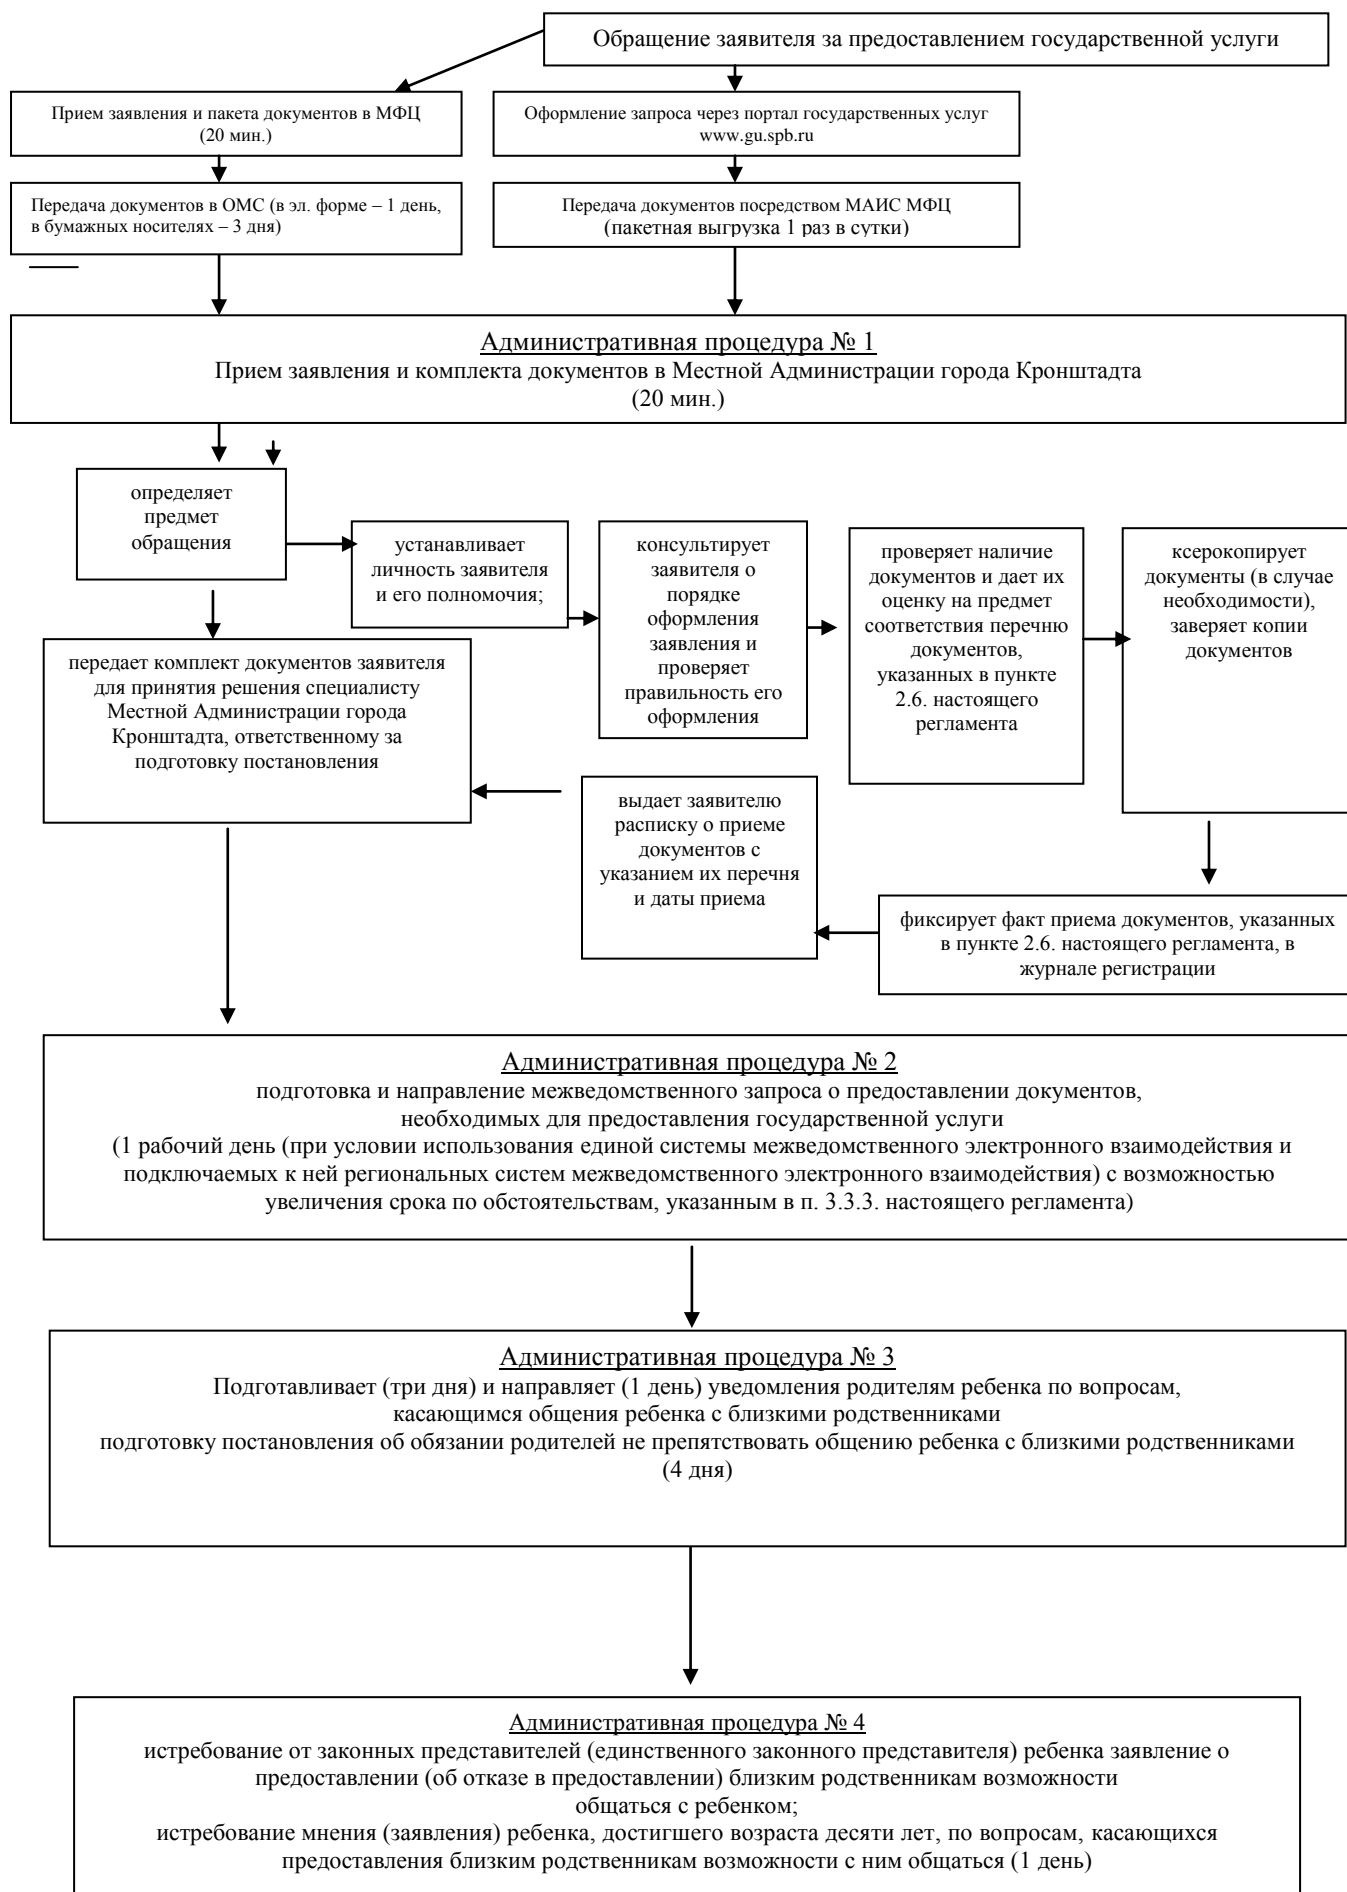 Обращение заявителя за предоставлением государственной услуги
Прием заявления и пакета документов в МФЦ
(20 мин.)
Оформление запроса через портал государственных услуг
www.gu.spb.ru
Передача документов в ОМС (в эл. форме – 1 день,
в бумажных носителях – 3 дня)
Передача документов посредством МАИС МФЦ
(пакетная выгрузка 1 раз в сутки)
Административная процедура № 1
Прием заявления и комплекта документов в Местной Администрации города Кронштадта
(20 мин.)
определяет
предмет
обращения
устанавливает
личность заявителя
и его полномочия;
консультирует
заявителя о
порядке
оформления
заявления и
проверяет
правильность его
оформления
проверяет наличие
документов и дает их
оценку на предмет
соответствия перечню
документов,
указанных в пункте
2.6. настоящего
регламента
ксерокопирует
документы (в случае
необходимости),
заверяет копии
документов
передает комплект документов заявителя
для принятия решения специалисту
Местной Администрации города
Кронштадта, ответственному за
подготовку постановления
выдает заявителю
расписку о приеме
документов с
указанием их перечня
и даты приема
фиксирует факт приема документов, указанных
в пункте 2.6. настоящего регламента, в
журнале регистрации
Административная процедура № 2
подготовка и направление межведомственного запроса о предоставлении документов,
необходимых для предоставления государственной услуги
(1 рабочий день (при условии использования единой системы межведомственного электронного взаимодействия и
подключаемых к ней региональных систем межведомственного электронного взаимодействия) с возможностью
увеличения срока по обстоятельствам, указанным в п. 3.3.3. настоящего регламента)
Административная процедура № 3
Подготавливает (три дня) и направляет (1 день) уведомления родителям ребенка по вопросам,
касающимся общения ребенка с близкими родственниками
подготовку постановления об обязании родителей не препятствовать общению ребенка с близкими родственниками
(4 дня)
Административная процедура № 4
истребование от законных представителей (единственного законного представителя) ребенка заявление о
предоставлении (об отказе в предоставлении) близким родственникам возможности
общаться с ребенком;
истребование мнения (заявления) ребенка, достигшего возраста десяти лет, по вопросам, касающихся
предоставления близким родственникам возможности с ним общаться (1 день)